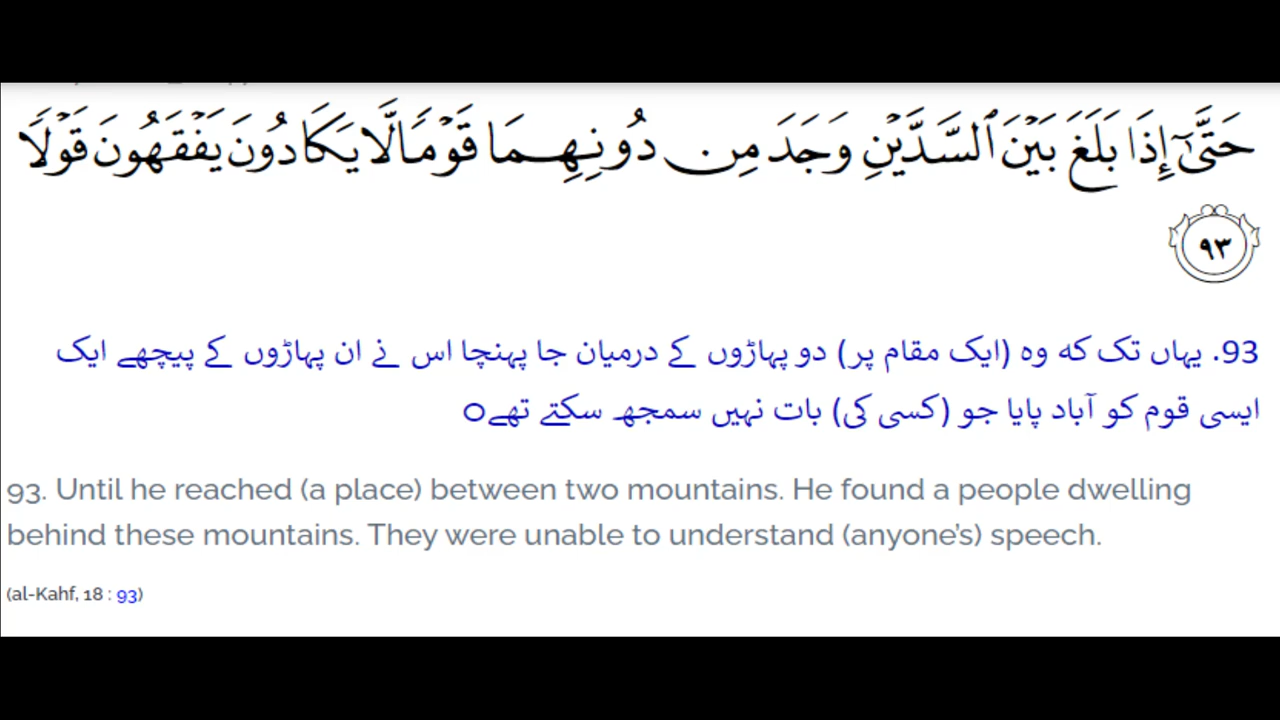 حَتَّىٰٓ إِذَا بَلَغَ بَيْنَ ٱلسَّدَّيْنِ وَجَدَ مِن دُونِهِمَا قَوْمًا لَّا يَكَادُونَ يَفْقَهُونَ قَوْلًا
٩٣
93. یہاں تک کہ وہ (ایک مقام پر) دو پہاڑوں کے درمیان جا پہنچا اس نے ان پہاڑوں کے پیچھے ایک
ایسی قوم کو آباد پایا جو (کسی کی) بات نہیں سمجھ سکتے تھے○
93. Until he reached (a place) between two mountains. He found a people dwelling
behind these mountains. They were unable to understand (anyone’s) speech.
(al-Kahf, 18 : 93)